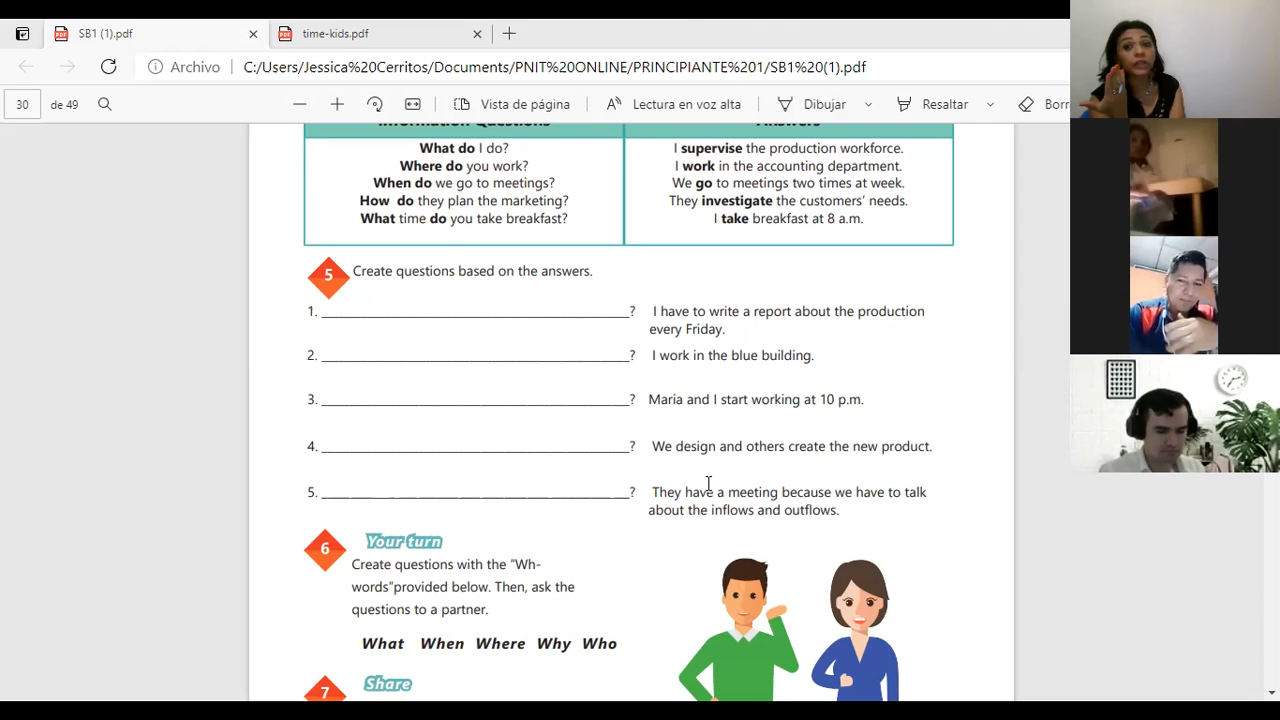 SB1 (1).pdf
time-kids.pdf
Archivo
C:/Users/Jessica%20Cerritos/Documents/PNIT%20ONLINE/PRINCIPIANTE%201/SB1%20(1).pdf
30
de 49
Vista de página
Lectura en voz alta
Dibujar
Resaltar
Borra
Information Questions
Answers
What do I do?
Where do you work?
When do we go to meetings?
How do they plan the marketing?
What time do you take breakfast?
I supervise the production workforce.
I work in the accounting department.
We go to meetings two times at week.
They investigate the customers' needs.
I take breakfast at 8 a.m.
5
Create questions based on the answers.
1. ? I have to write a report about the production
every Friday.
2. ? I work in the blue building.
3. ? Maria and I start working at 10 p.m.
4. ? We design and others create the new product.
5. ? They have a meeting because we have to talk
about the inflows and outflows.
6
Your turn
Create questions with the "Wh-
words"provided below. Then, ask the
questions to a partner.
What When Where Why Who
7
Share